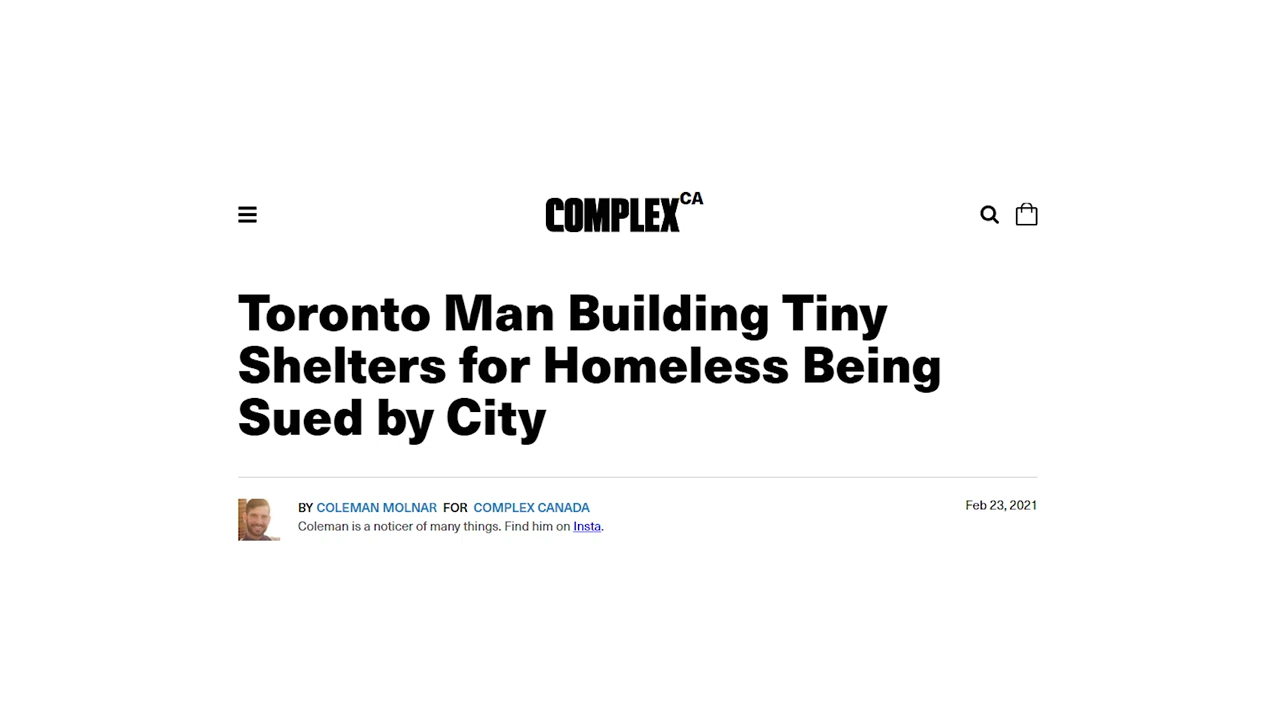 COMPLEX CA
Toronto Man Building Tiny
Shelters for Homeless Being
Sued by City
BY COLEMAN MOLNAR FOR COMPLEX CANADA
Feb 23, 2021
Coleman is a noticer of many things. Find him on Insta.